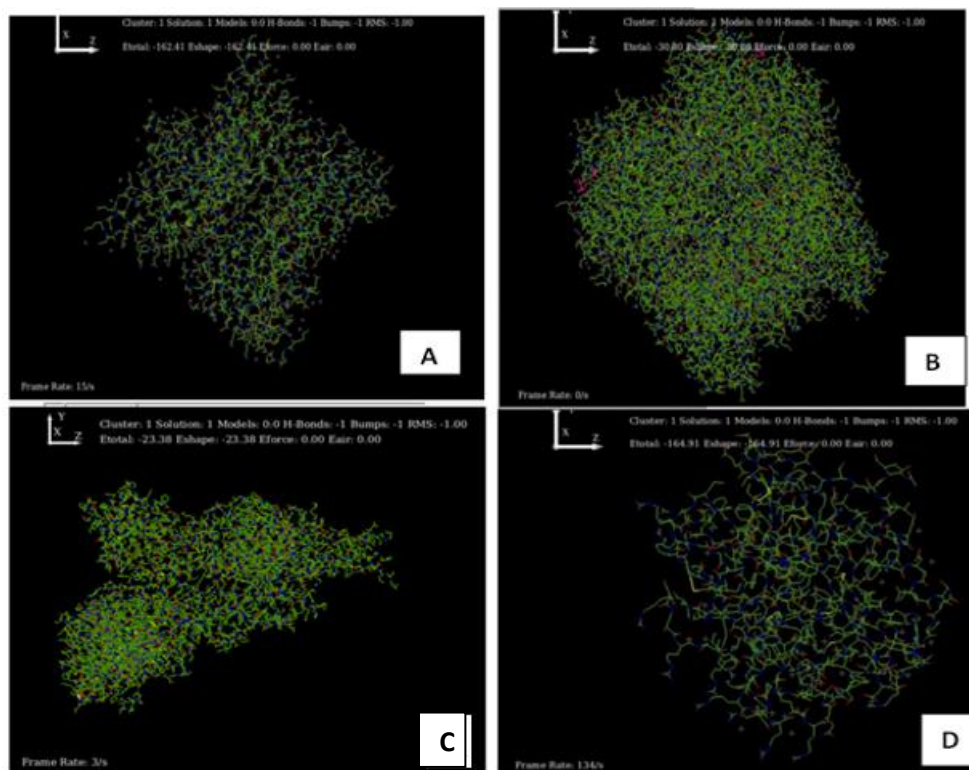 Cluster: 1 Solution: 1 Models: 0:0 H-Bonds: -1 Bumps: -1 RMS: -1.00
X Z
Etotal: -162.41 Eshape: -162.41 Eforce: 0.00 Eair: 0.00
A
Frame Rate: 15/s
Cluster: 1 Solution: 1 Models: 0:0 H-Bonds: -1 Bumps: -1 RMS: -1.00
X Z
Eforce: 0.00 Eair: 0.00
B
Frame Rate: 0/s
Y
Cluster: 1 Solution: 1 Models: 0:0 H-Bonds: -1 Bumps: -1 RMS: -1.00
X Z
Etotal: -23.38 Eshape: -23.38 Eforce: 0.00 Eair: 0.00
C
Frame Rate: 3/s
Cluster: 1 Solution: 1 Models: 0:0 H-Bonds: -1 Bumps: -1 RMS: -1.00
X Z
Etotal: -164.91 Eshape: -164.91 Eforce: 0.00 Eair: 0.00
D
Frame Rate: 134/s